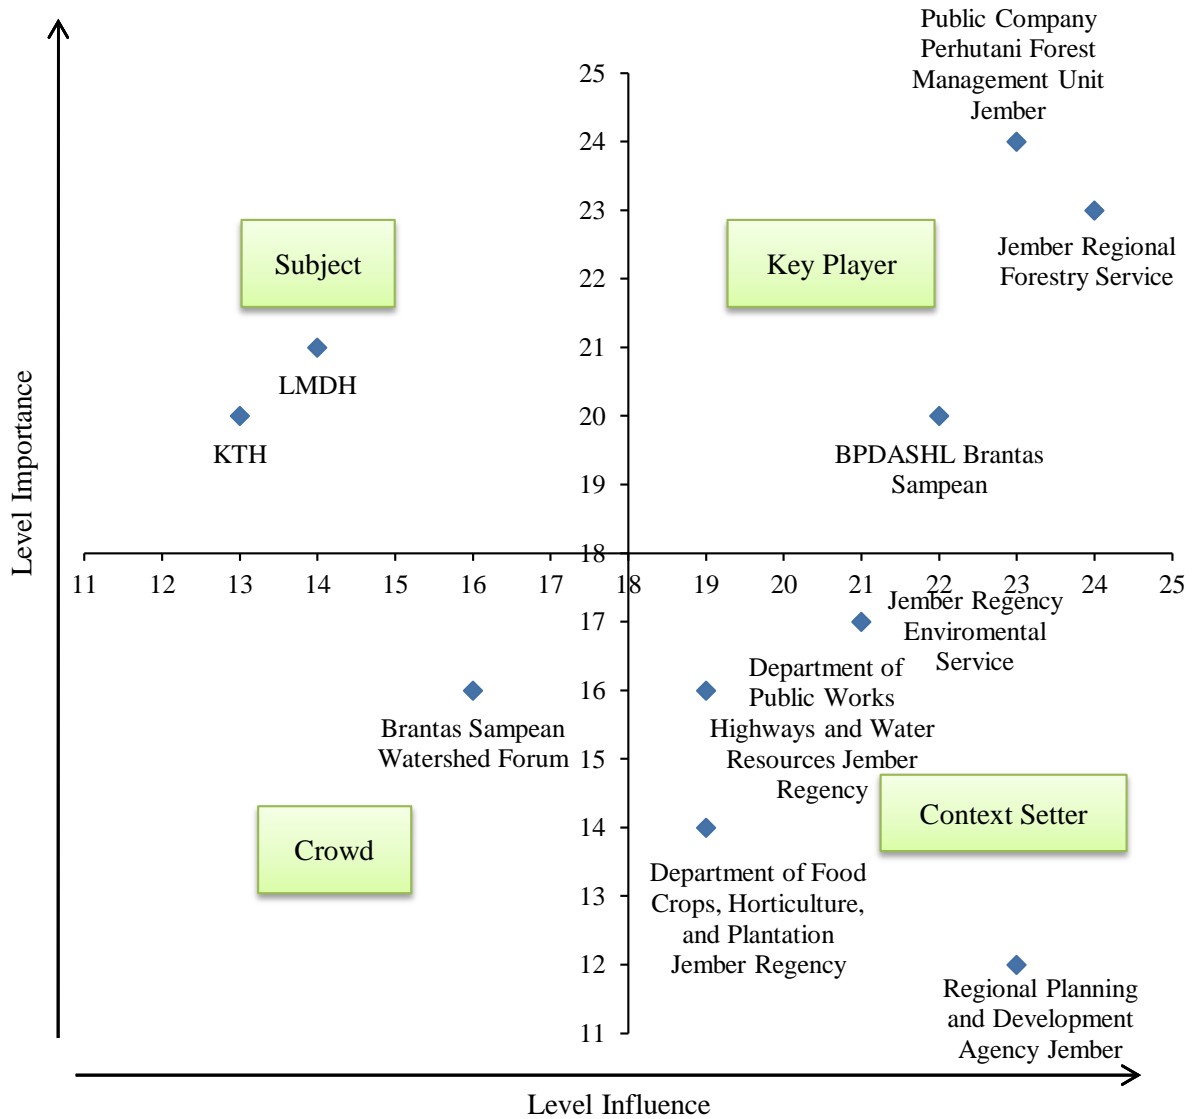 Public Company
Perhutani Forest
Management Unit
Jember
25
24
23
22
21
20
19
18
17
16
15
14
13
12
11
Jember Regional
Forestry Service
Subject
Key Player
LMDH
KTH
BPDASHL Brantas
Sampean
Level Importance
11 12 13 14 15 16 17 18 19 20 21 22 23 24 25
Jember Regency
Enviromental
Service
Department of
Public Works
Highways and Water
Resources Jember
Regency
Brantas Sampean
Watershed Forum
Context Setter
Crowd
Department of Food
Crops, Horticulture,
and Plantation
Jember Regency
Regional Planning
and Development
Agency Jember
Level Influence